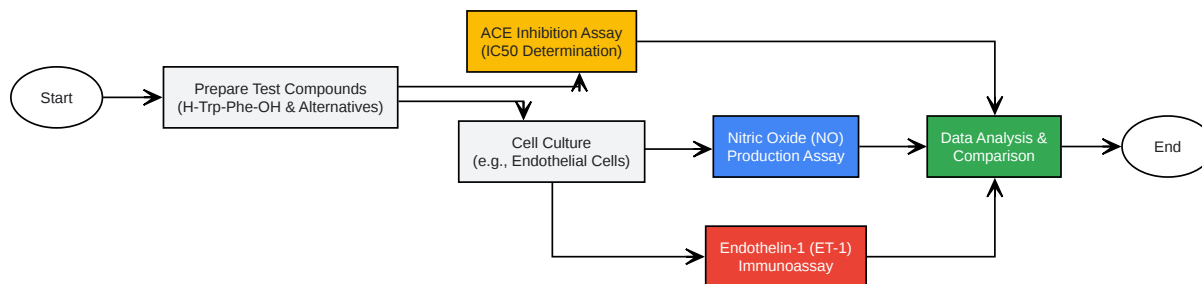 Start
Prepare Test Compounds
(H-Trp-Phe-OH & Alternatives)
ACE Inhibition Assay
(IC50 Determination)
Cell Culture
(e.g., Endothelial Cells)
Nitric Oxide (NO)
Production Assay
Endothelin-1 (ET-1)
Immunoassay
Data Analysis &
Comparison
End